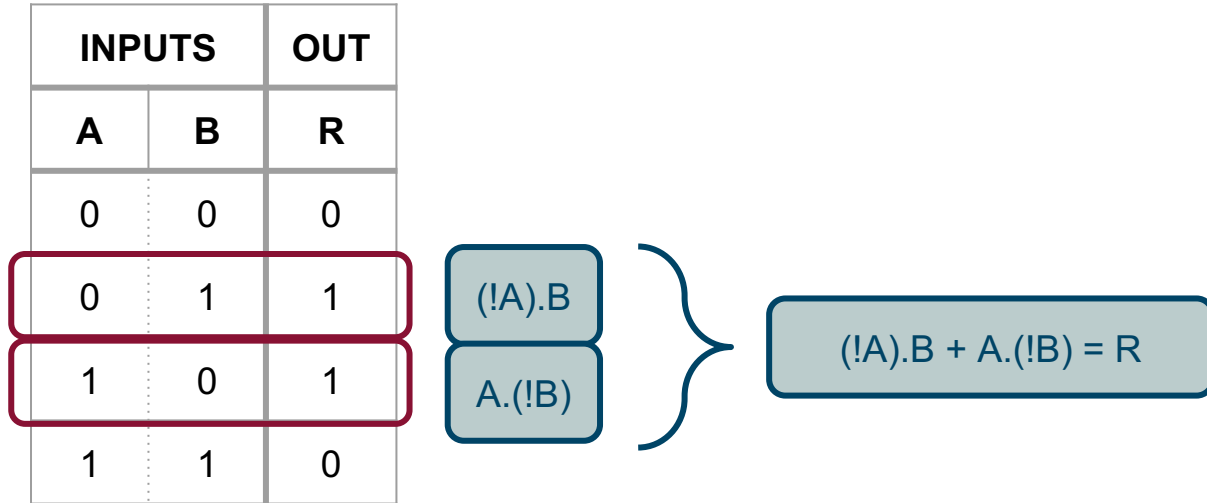 INPUTS OUT
A B R
0 0 0
0 1 1 (!A).B
1 0 1 A.(!B)
(!A).B + A.(!B) = R
1 1 0